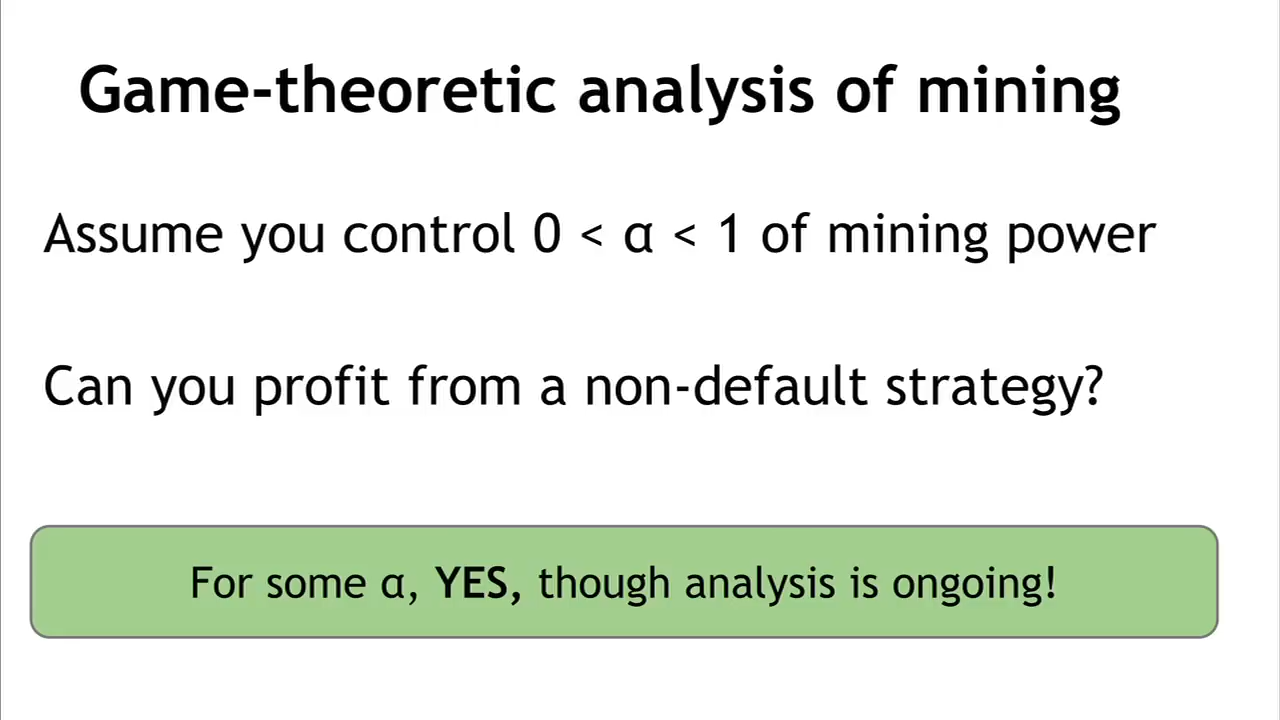 Game-theoretic analysis of mining
Assume you control 0 < α < 1 of mining power
Can you profit from a non-default strategy?
For some α, YES, though analysis is ongoing!